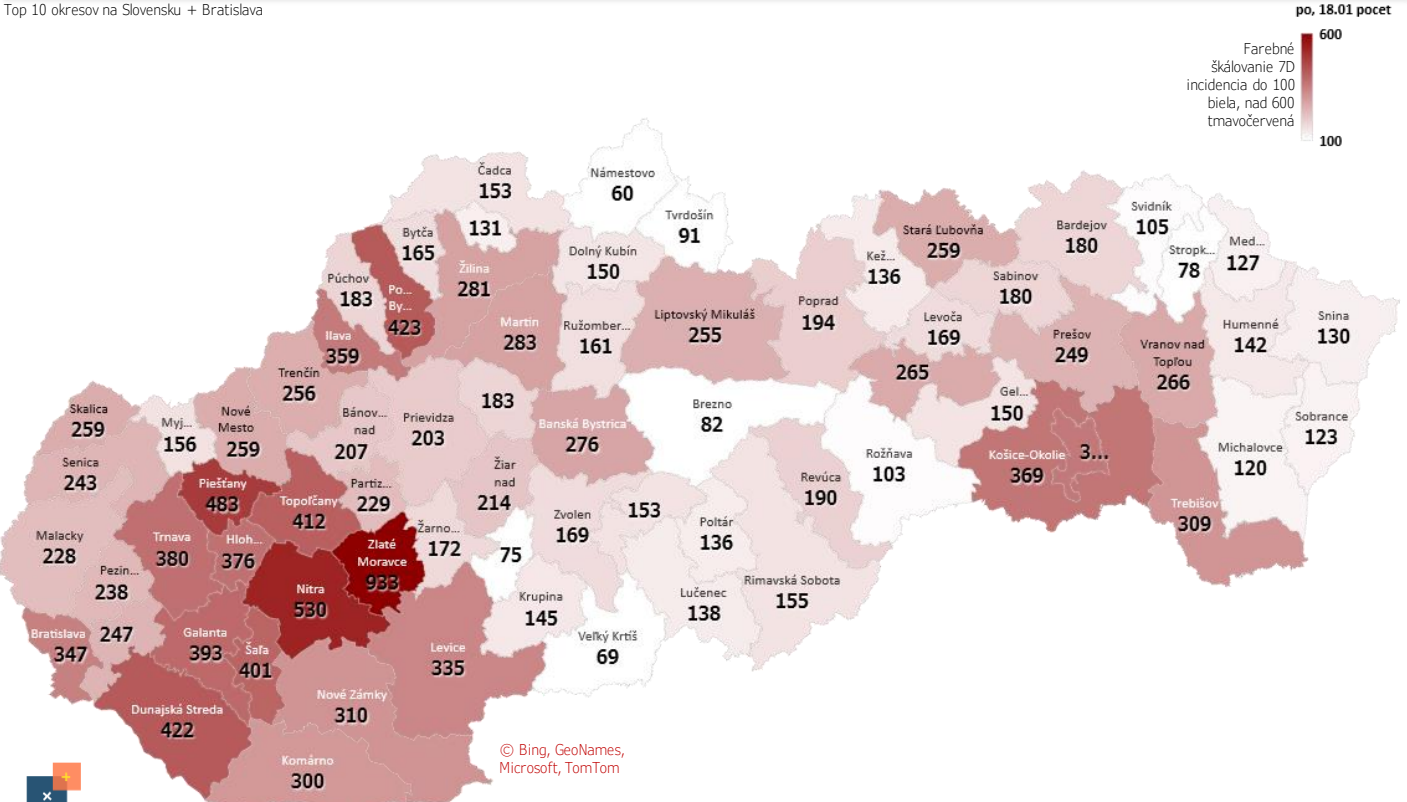 Top 10 okresov na Slovensku + Bratislava
po, 18.01 pocet
600
Farebné
škálovanie 7D
incidencia do 100
biela, nad 600
tmavočervená
100
Čadca
153
Námestovo
60
Tvrdošín
91
131
Bytča
165
Dolný Kubín
150
Žilina
281
Púchov
183
Po...
By...
423
Ilava
359
Martin
283
Ružomber...
161
Liptovský Mikuláš
255
Poprad
194
Kež...
136
Stará Ľubovňa
259
Bardejov
180
Svidník
105
Stropk...
78
Med...
127
Sabinov
180
Levoča
169
Prešov
249
Vranov nad
Topľou
266
Humenné
142
Snina
130
265
Gel...
150
Trenčín
256
Skalica
259
Myj...
156
Nové
Mesto
259
Bánov...
nad
207
Prievidza
203
183
Banská Bystrica
276
Brezno
82
Rožňava
103
Košice-Okolie
369
3...
Michalovce
120
Sobrance
123
Senica
243
Piešťany
483
Topoľčany
412
Partiz...
229
Žiar
nad
214
Revúca
190
Trebišov
309
Malacky
228
Trnava
380
Hloh...
376
Zlaté
Moravce
933
Žarno...
172
75
Zvolen
169
153
Poltár
136
Pezin...
238
Nitra
530
Krupina
145
Lučenec
138
Rimavská Sobota
155
Bratislava
347
247
Galanta
393
Šaľa
401
Levice
335
Veľký Krtíš
69
Dunajská Streda
422
Nové Zámky
310
Komárno
300
© Bing, GeoNames,
Microsoft, TomTom